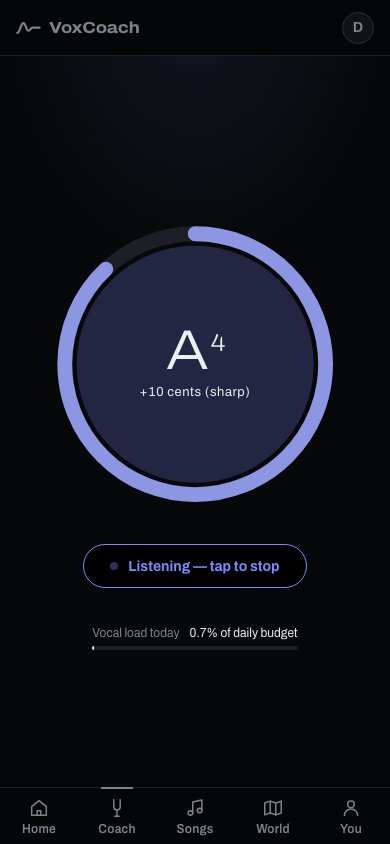 VoxCoach
D
A4
+10 cents (sharp)
Listening — tap to stop
Vocal load today 0.7% of daily budget
Home Coach Songs World You